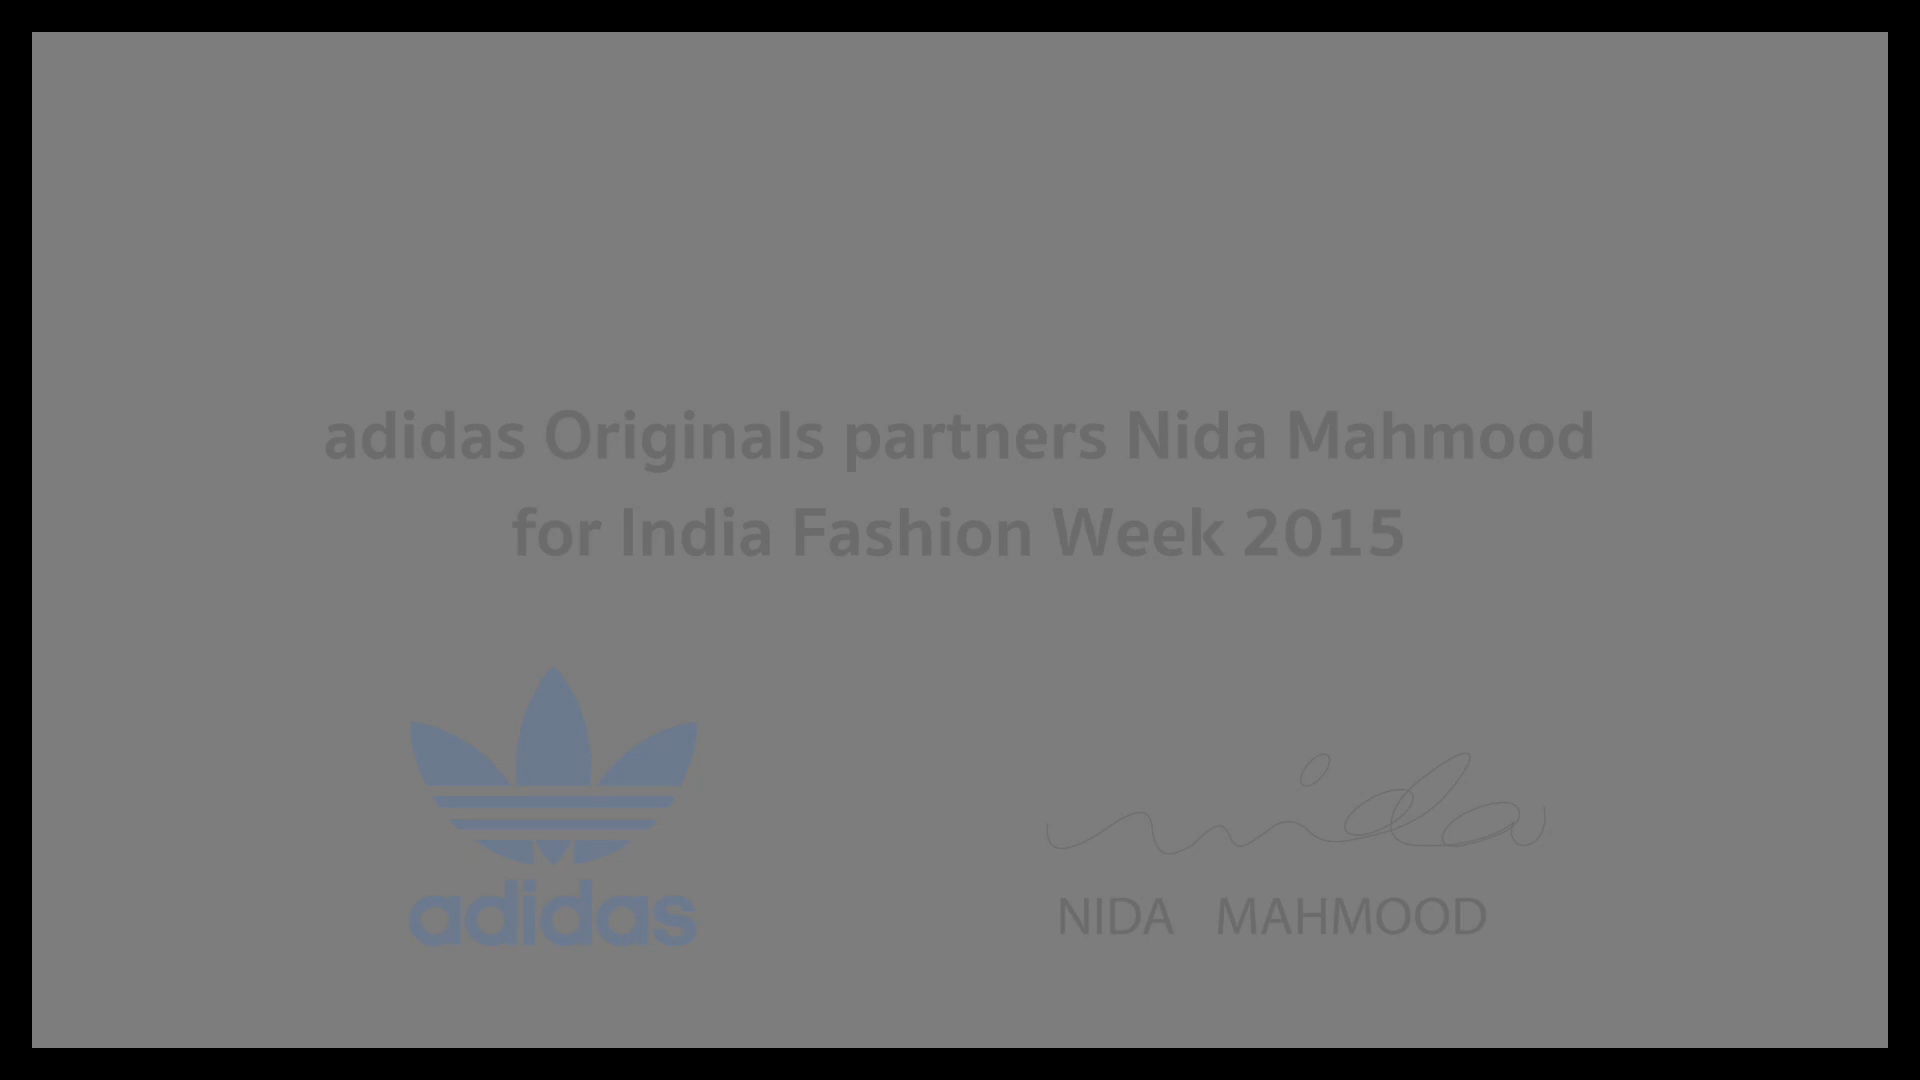 adidas Originals partners Nida Mahmood
for India Fashion Week 2015
adidas
nida
NIDA MAHMOOD